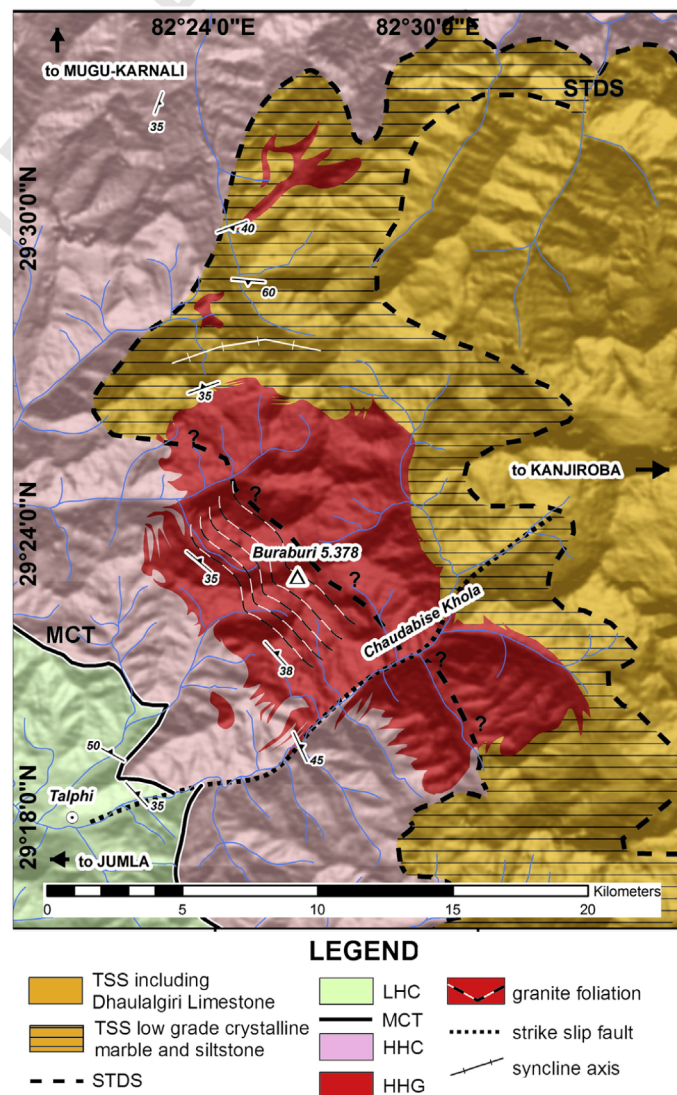 82°24'0"E
82°30'0"E
to MUGU-KARNALI
STDS
35
29°30'0"N
40
60
35
?
to KANJIROBA
?
29°24'0"N
Buraburi 5.378
35
?
Chaudabise Khola
MCT
38
?
50
45
?
35
Talphi
29°18'0"N
to JUMLA
Kilometers
0 5 10 15 20
LEGEND
TSS including
Dhaulalgiri Limestone
TSS low grade crystalline
marble and siltstone
STDS
LHC
MCT
HHC
HHG
granite foliation
strike slip fault
syncline axis